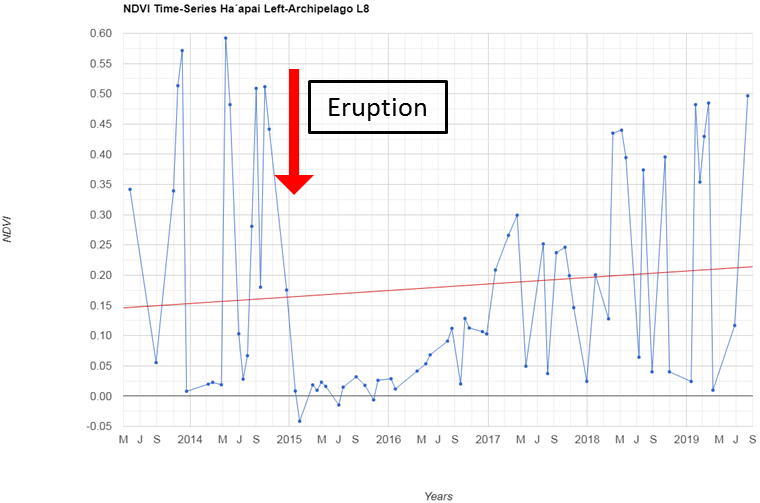 NDVI Time-Series Ha´apai Left-Archipelago L8
0.60
0.55
0.50
0.45
0.40
0.35
0.30
0.25
0.20
0.15
0.10
0.05
0.00
-0.05
NDVI
Eruption
M J S 2014 M J S 2015 M J S 2016 M J S 2017 M J S 2018 M J S 2019 M J S
Years